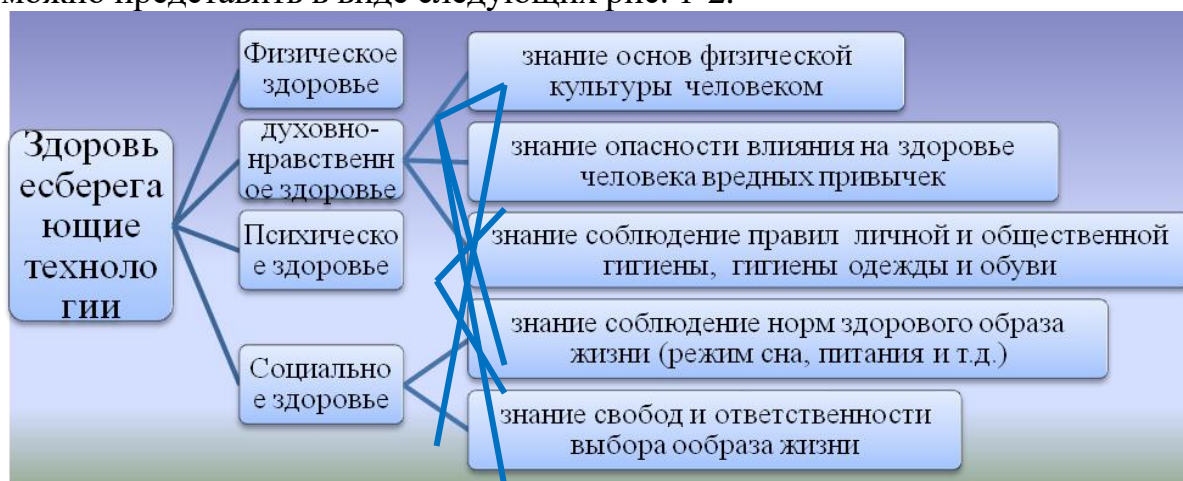 можно представить в виде следующих рис. 1-2.
Здоровь
есберега
ющие
техноло
гии
Физическое
здоровье
духовно-
нравственн
ое здоровье
Психическо
е здоровье
Социально
е здоровье
знание основ физической
культуры человеком
знание опасности влияния на здоровье
человека вредных привычек
знание соблюдение правил личной и общественной
гигиены, гигиены одежды и обуви
знание соблюдение норм здорового образа
жизни (режим сна, питания и т.д.)
знание свобод и ответственности
выбора ообраза жизни